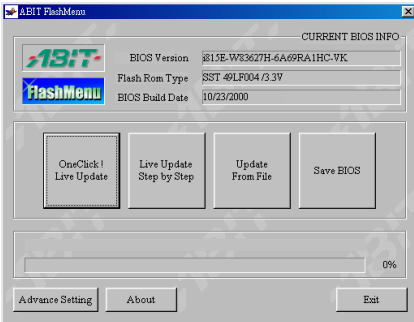 ABIT FlashMenu
CURRENT BIOS INFO
ABIT
FlashMenu
BIOS Version i815E-W83627H-6A69RA1HC-VK
Flash Rom Type SST 49LF004 /3.3V
BIOS Build Date 10/23/2000
OneClick !
Live Update
Live Update
Step by Step
Update
From File
Save BIOS
0%
Advance Setting
About
Exit